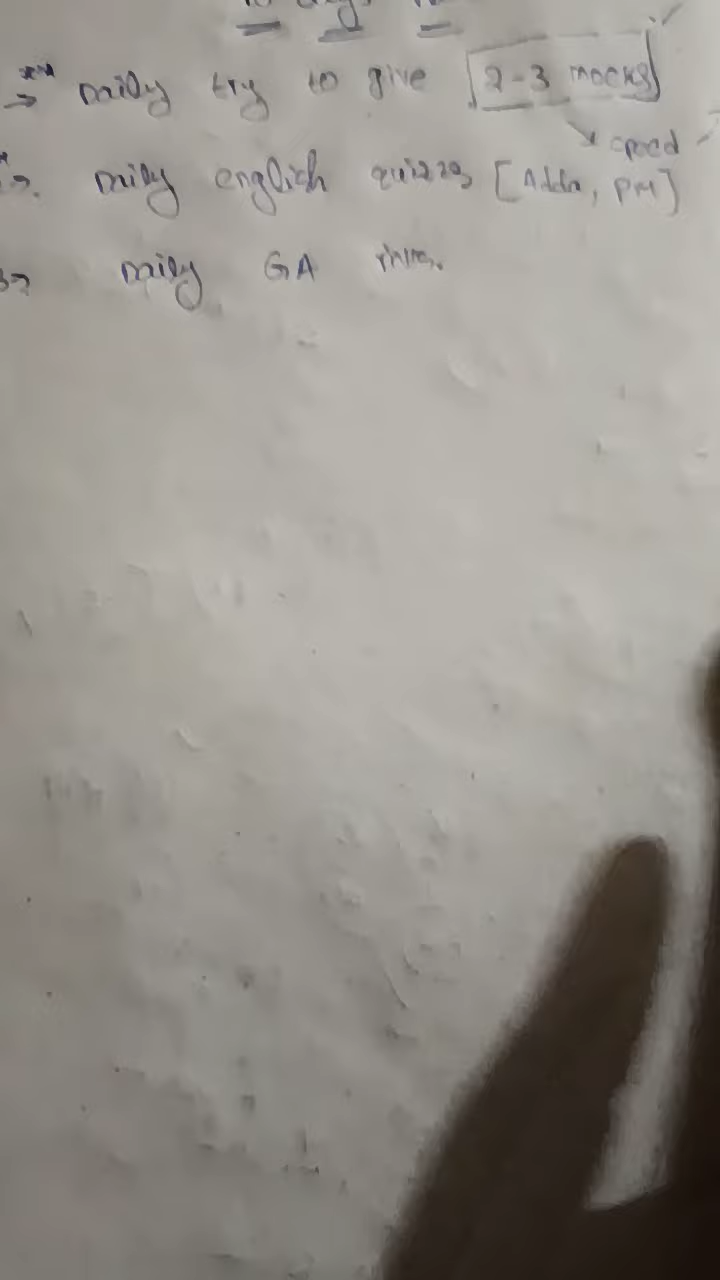 Daily try to give 2-3 mocks
speed
Daily english quizzes [Adda, PM]
Daily GA